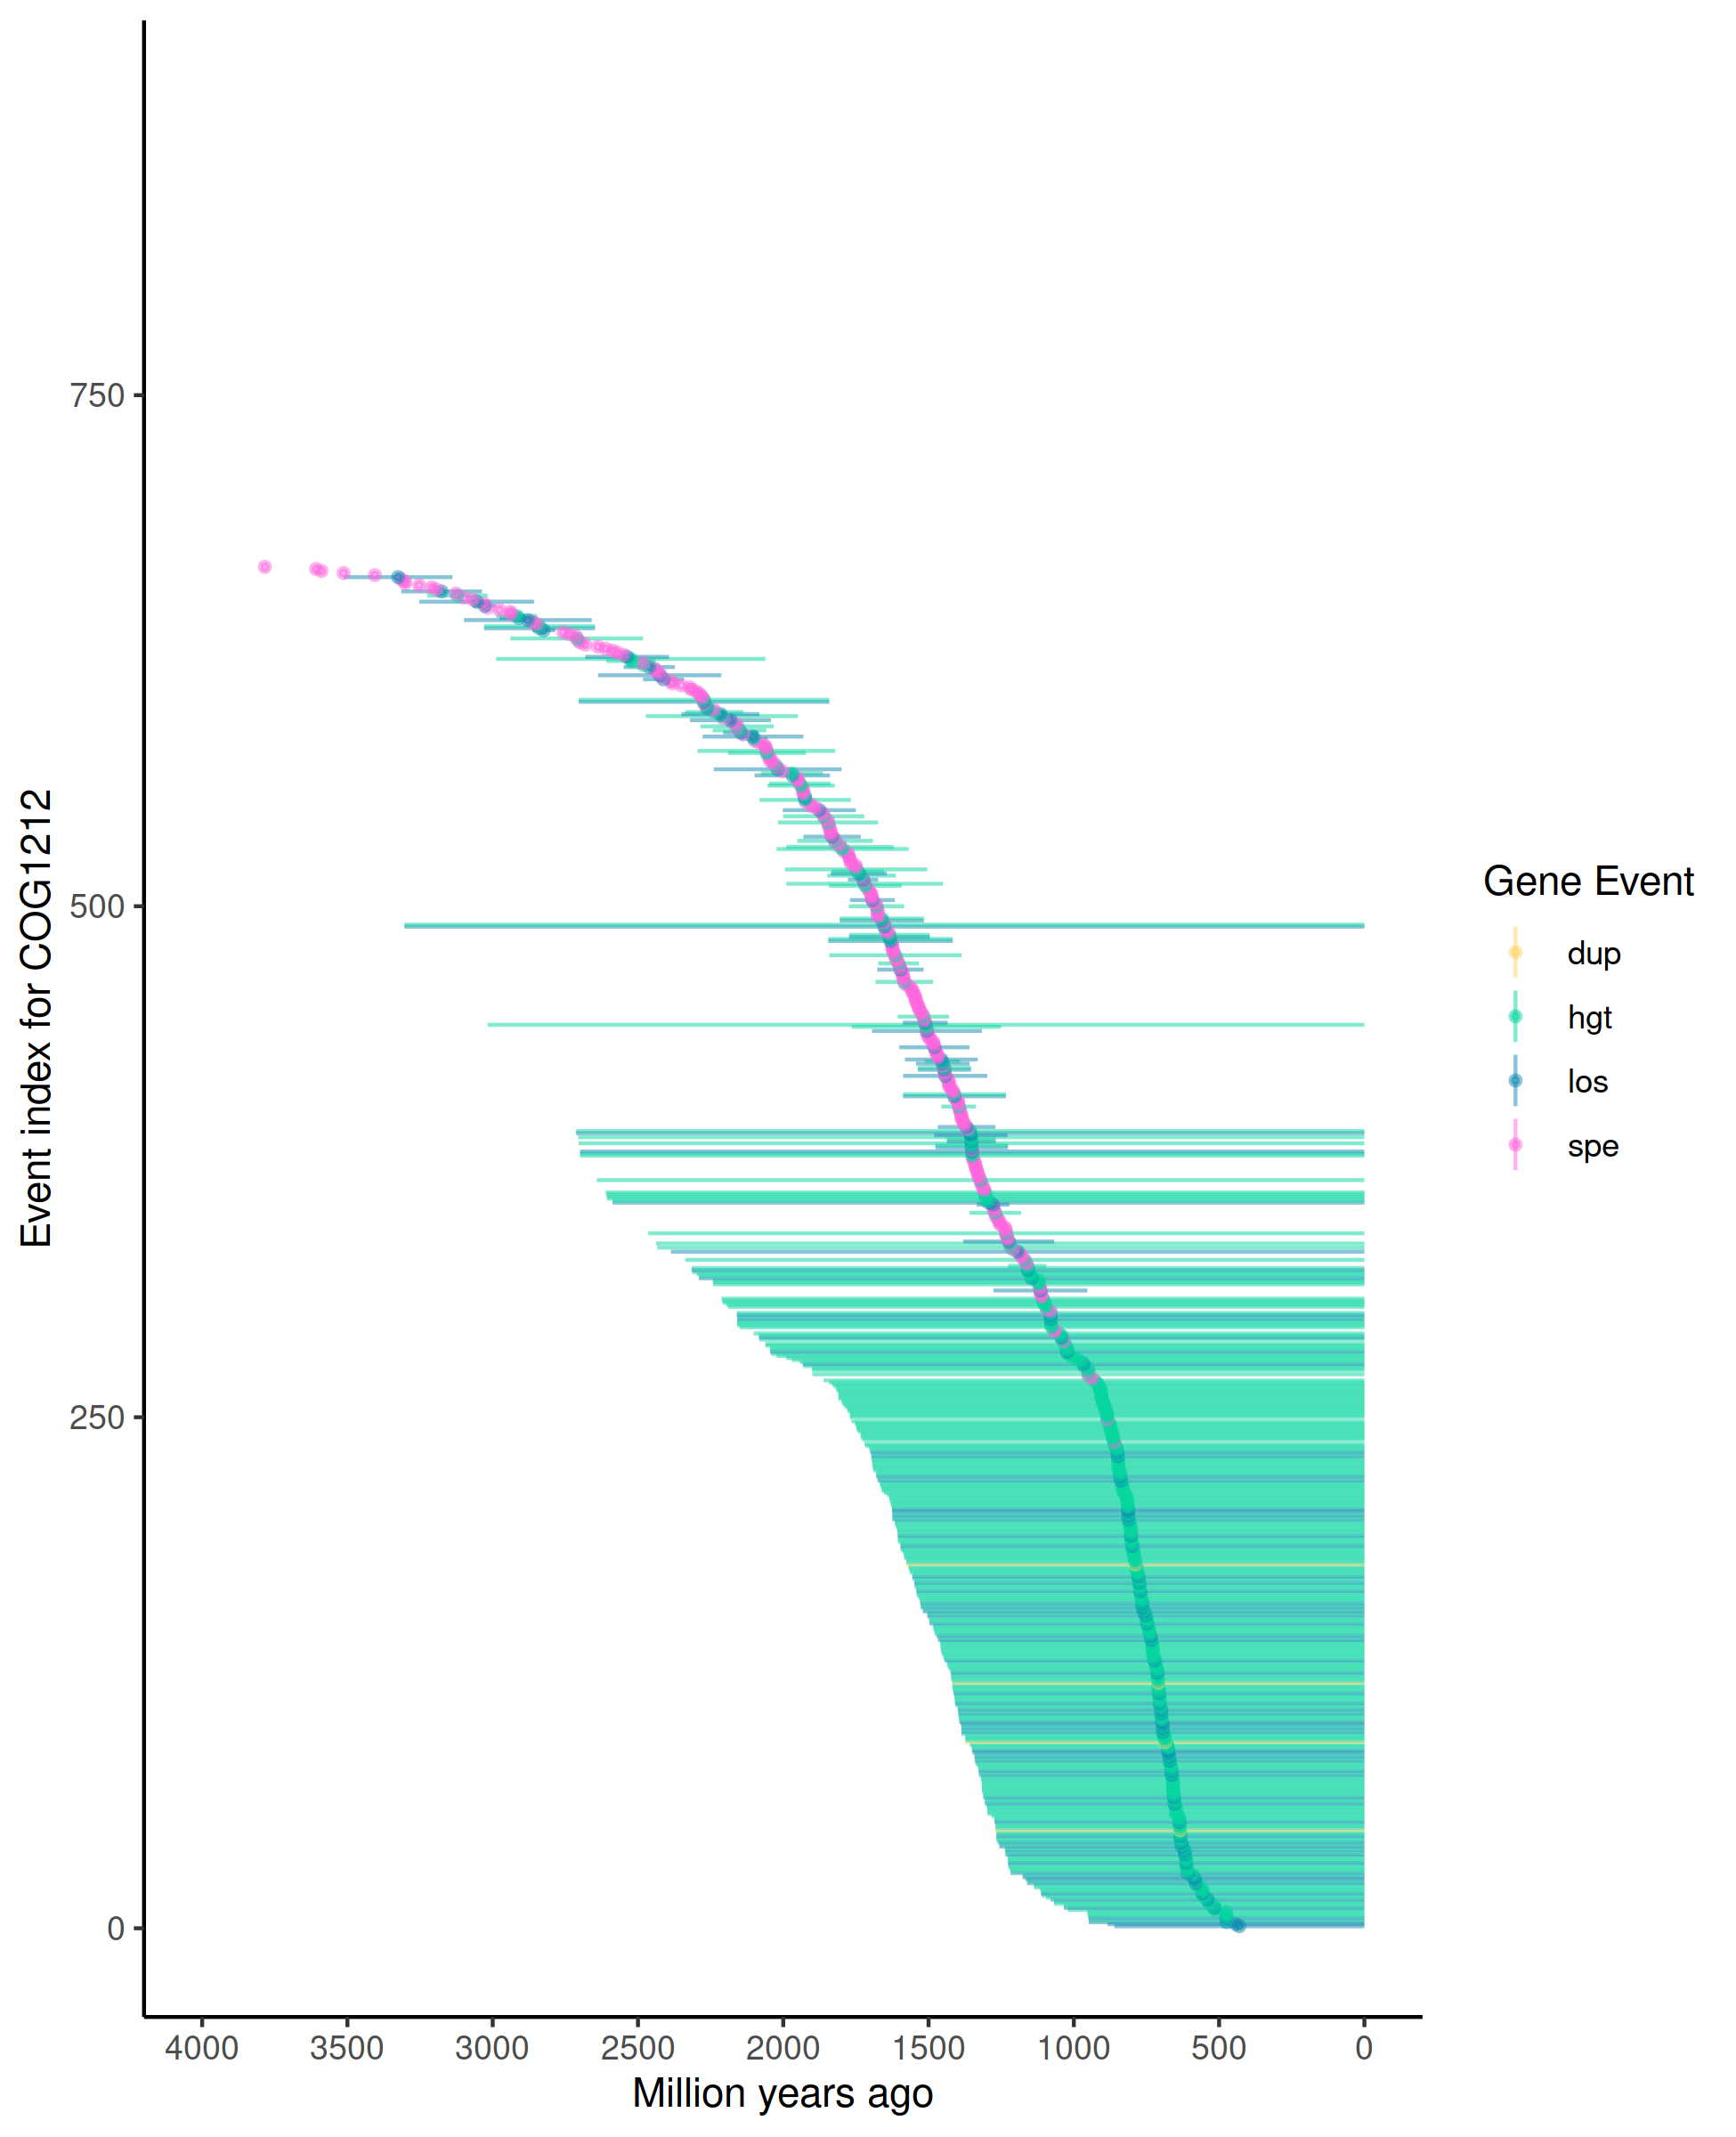 Event index for COG1212
750
500
250
0
4000 3500 3000 2500 2000 1500 1000 500 0
Million years ago
Gene Event
dup
hgt
los
spe